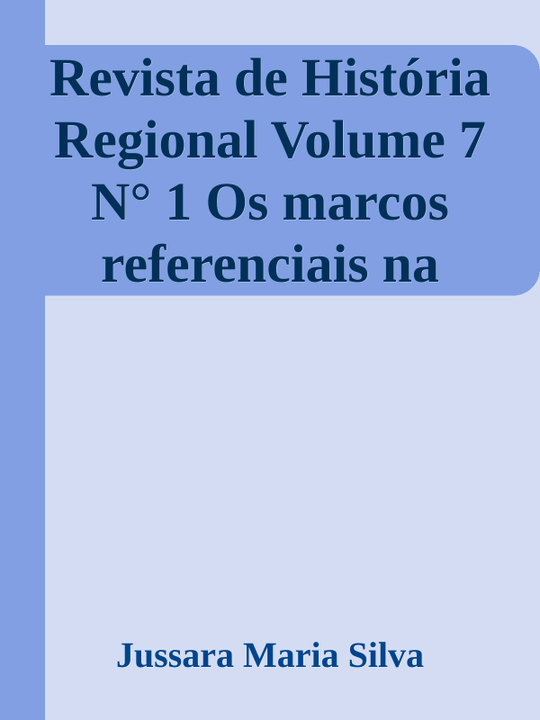 Revista de História
Regional Volume 7
N° 1 Os marcos
referenciais na
Jussara Maria Silva